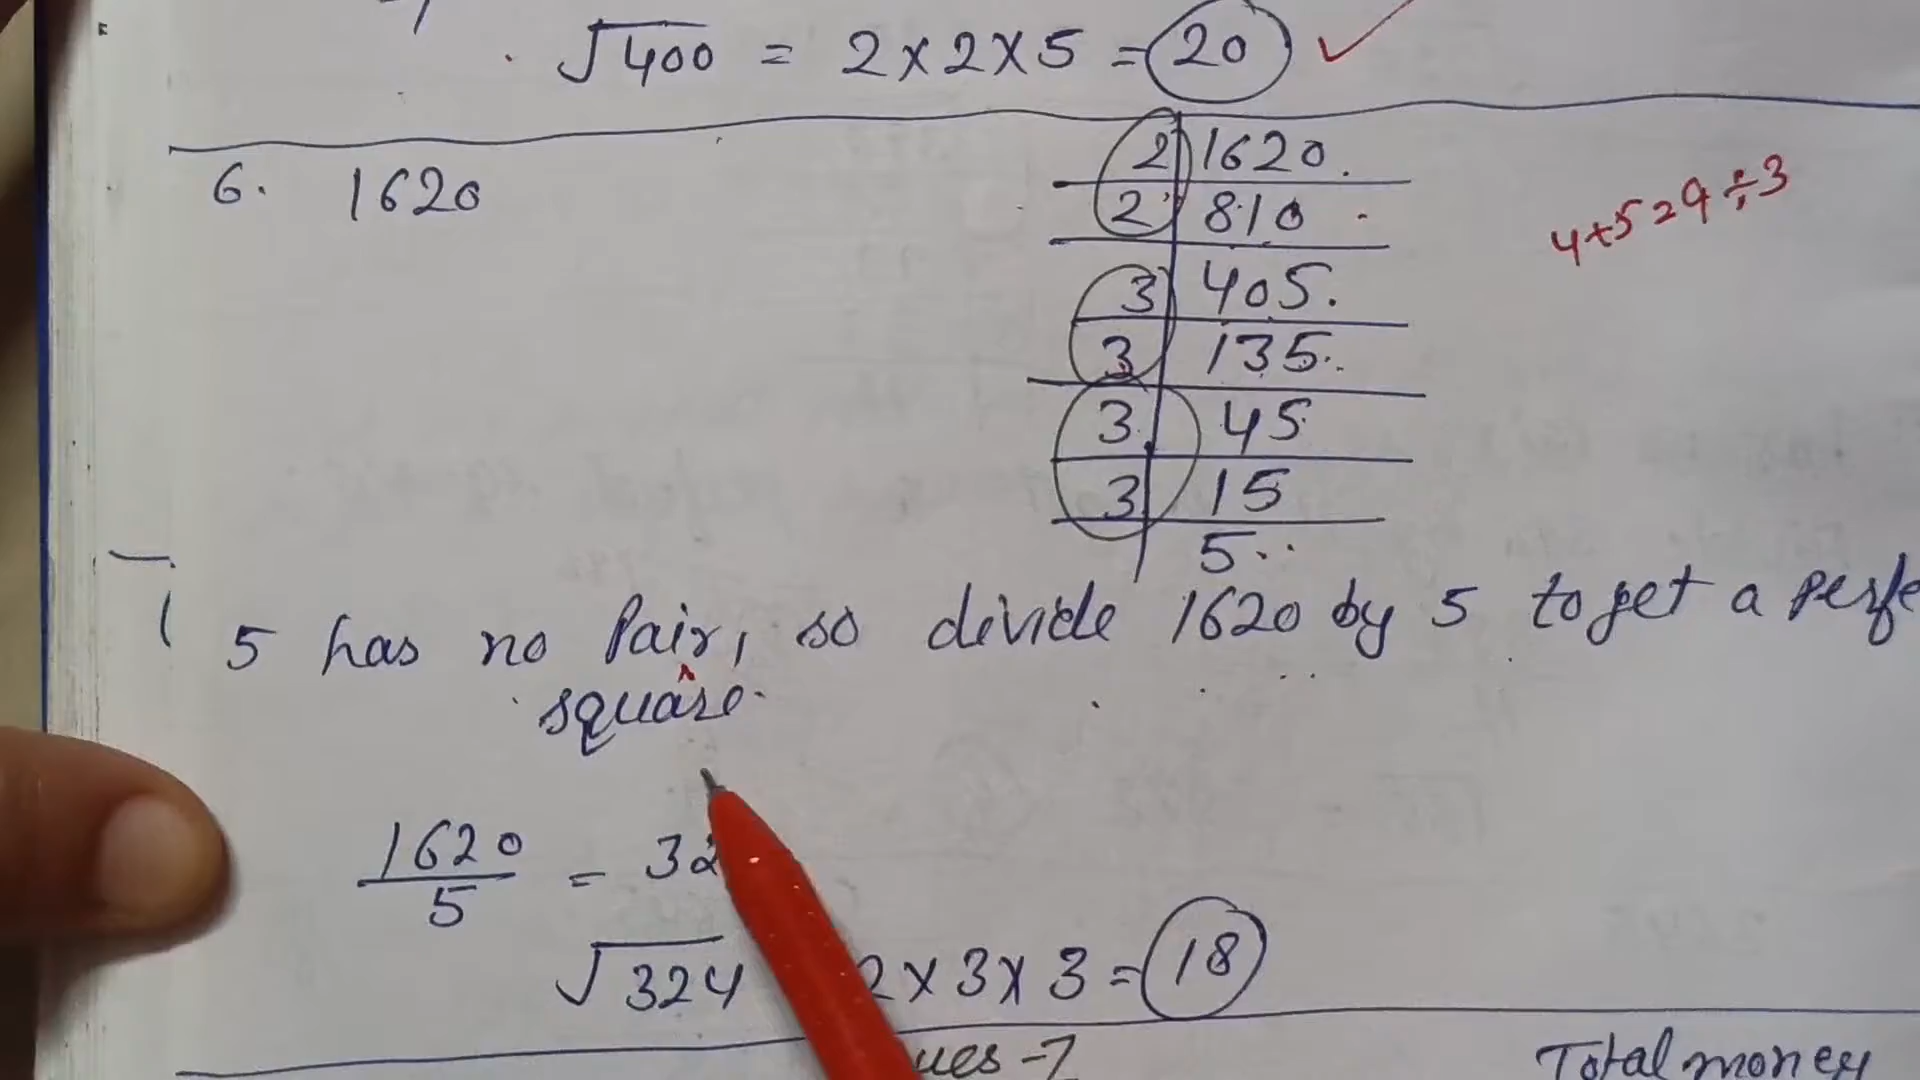 √400 = 2×2×5 = 20 ✓
6. 1620
2 | 1620
2 | 810
3 | 405
3 | 135
3 | 45
3 | 15
5
4+5=9÷3
5 has no Pair, so divide 1620 by 5 to get a perfe
square.
1620/5 = 32
√324 2×3×3 = 18
ues-7 Total money